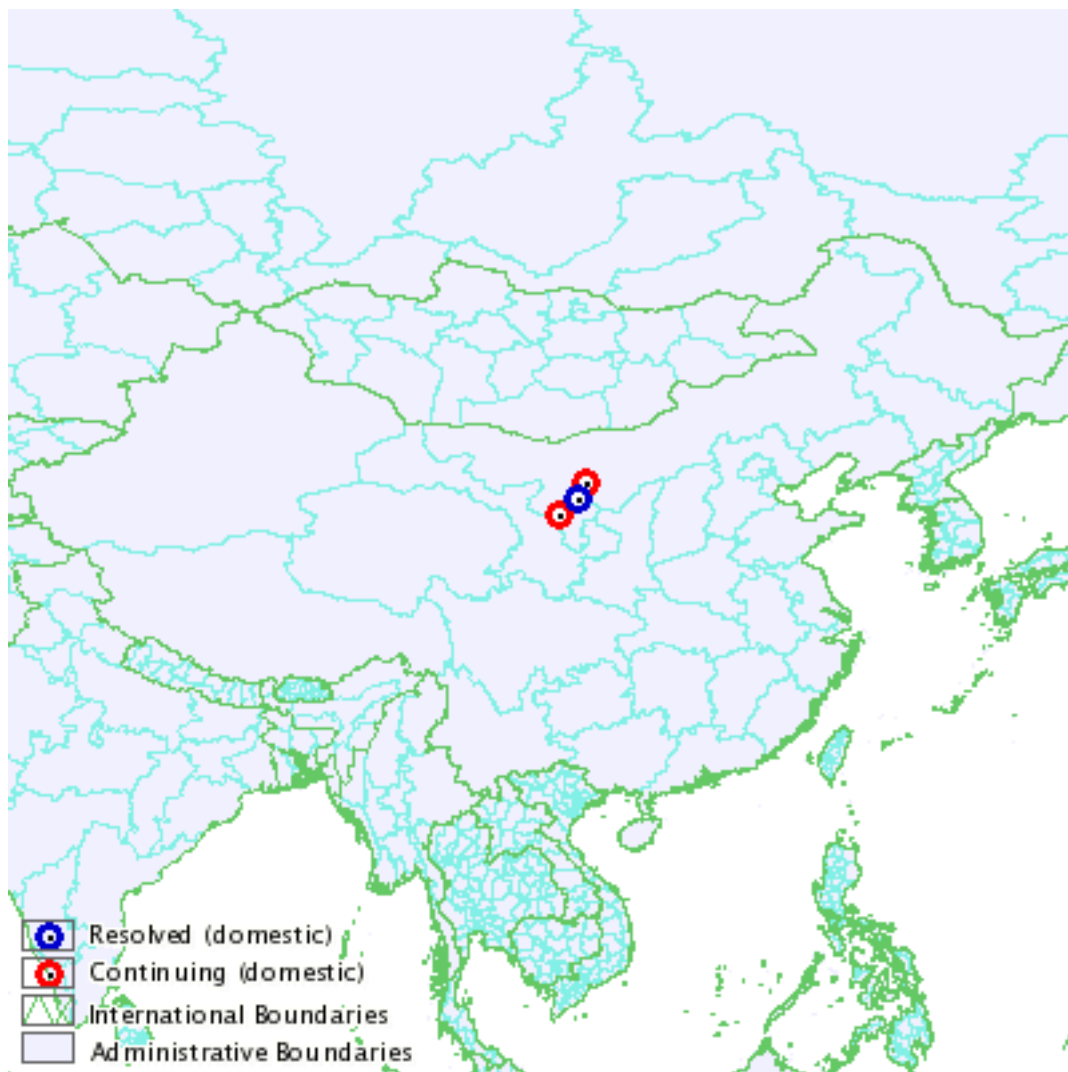 Resolved (domestic)
Continuing (domestic)
International Boundaries
Administrative Boundaries